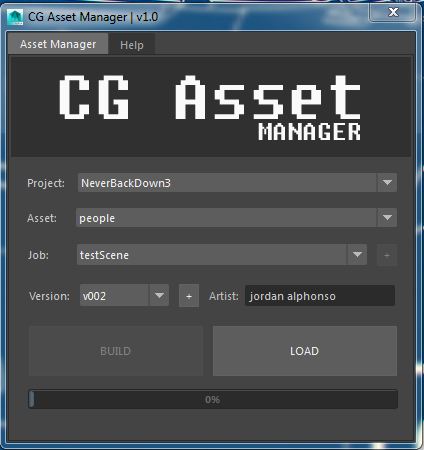 CG Asset Manager | v1.0
Asset Manager Help
CG Asset
MANAGER
Project: NeverBackDown3
Asset: people
Job: testScene +
Version: v002 + Artist: jordan alphonso
BUILD LOAD
0%